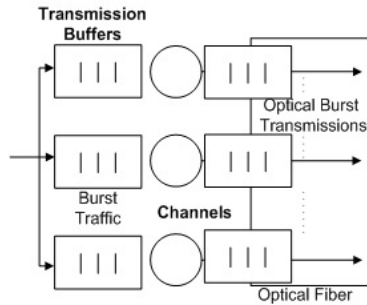 Transmission
Buffers
Optical Burst
Transmissions
Burst
Traffic
Channels
Optical Fiber